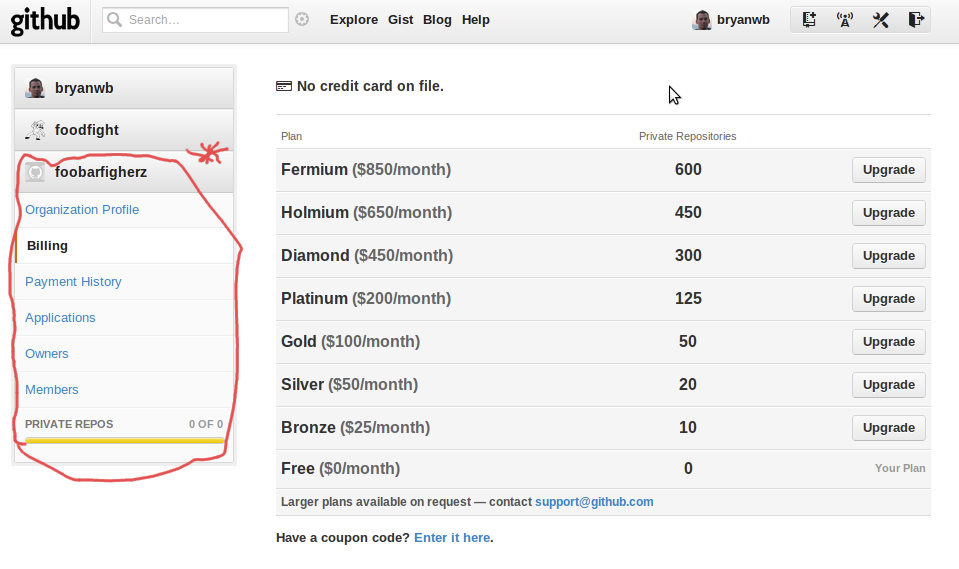 github Search... Explore Gist Blog Help bryanwb
bryanwb
foodfight
foobarfigherz
Organization Profile
Billing
Payment History
Applications
Owners
Members
PRIVATE REPOS 0 OF 0
No credit card on file.
Plan Private Repositories
Fermium ($850/month) 600 Upgrade
Holmium ($650/month) 450 Upgrade
Diamond ($450/month) 300 Upgrade
Platinum ($200/month) 125 Upgrade
Gold ($100/month) 50 Upgrade
Silver ($50/month) 20 Upgrade
Bronze ($25/month) 10 Upgrade
Free ($0/month) 0 Your Plan
Larger plans available on request — contact support@github.com
Have a coupon code? Enter it here.